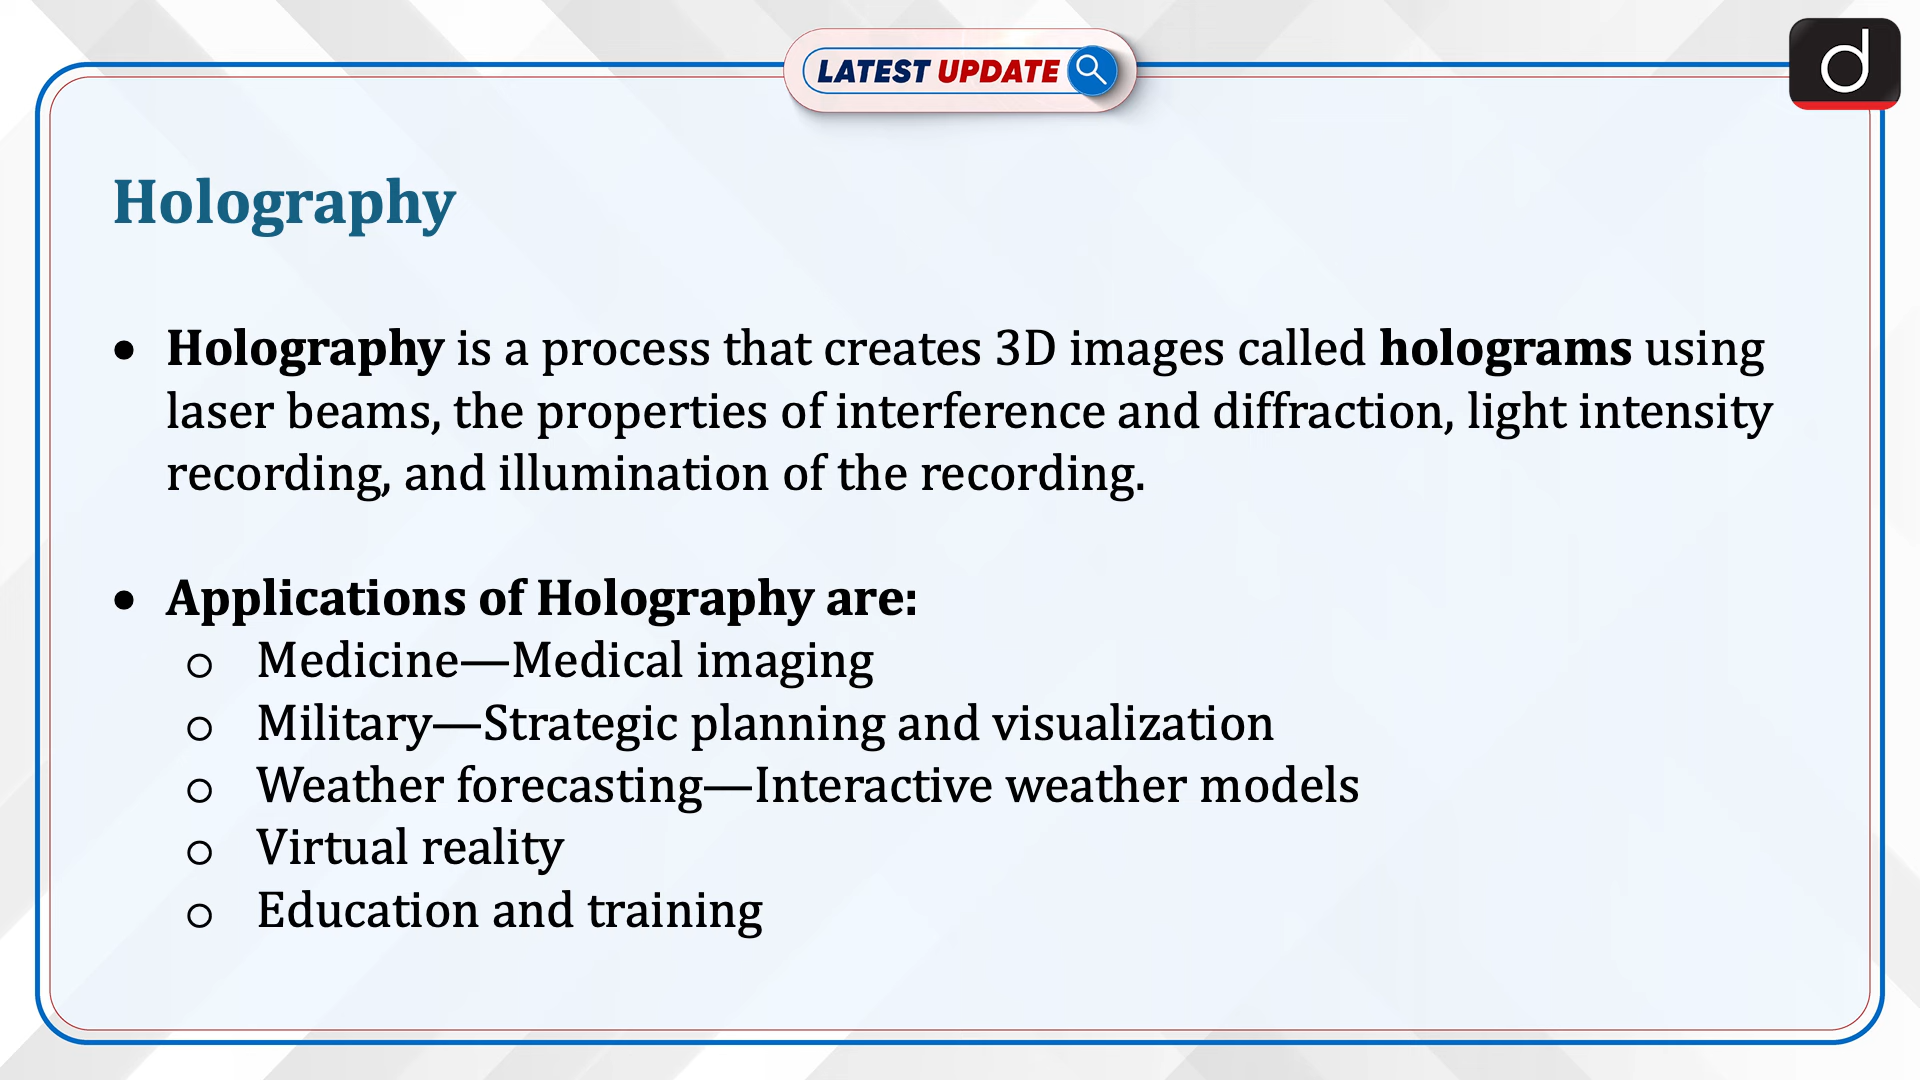 LATEST UPDATE
d
Holography
• Holography is a process that creates 3D images called holograms using
laser beams, the properties of interference and diffraction, light intensity
recording, and illumination of the recording.
• Applications of Holography are:
○ Medicine—Medical imaging
○ Military—Strategic planning and visualization
○ Weather forecasting—Interactive weather models
○ Virtual reality
○ Education and training